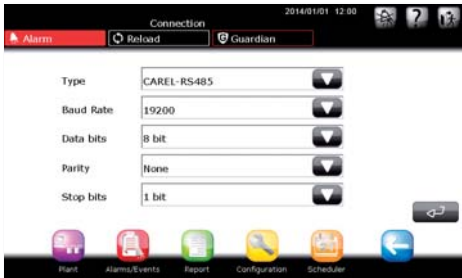 2014/01/01 12:00
Connection
Alarm Reload Guardian
Type CAREL-RS485
Baud Rate 19200
Data bits 8 bit
Parity None
Stop bits 1 bit
Plant Alarms/Events Report Configuration Scheduler